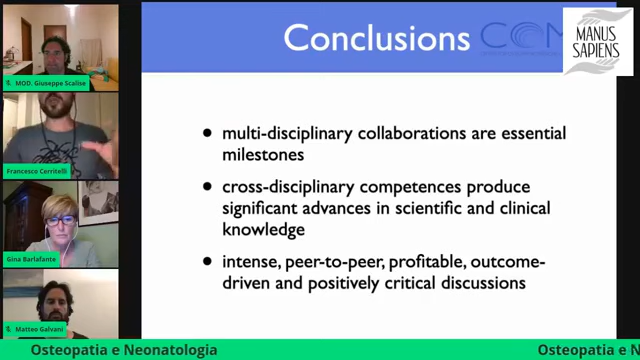 Conclusions
COM
MANUS
SAPIENS
MOD. Giuseppe Scalise
Francesco Cerritelli
Gina Barlafante
Matteo Galvani
• multi-disciplinary collaborations are essential
milestones
• cross-disciplinary competences produce
significant advances in scientific and clinical
knowledge
• intense, peer-to-peer, profitable, outcome-
driven and positively critical discussions
Osteopatia e Neonatologia
Osteopatia e N